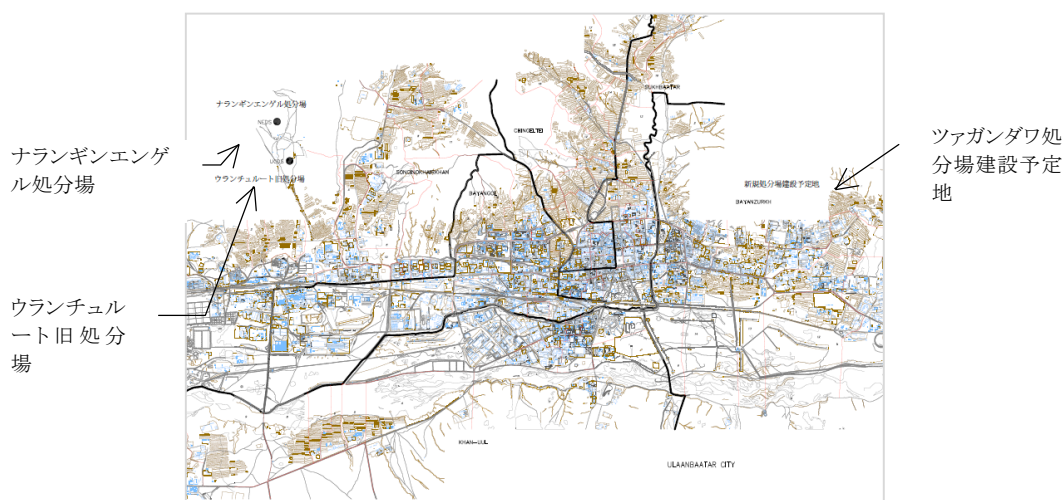 ナランギンエンゲ
ル処分場
ウランチュル
ート旧処分
場
ナランギンエンゲル処分場
NEDS
UCDS
ウランチュルート旧処分場
SONGINOKHAIRKHAN
BAYANGOL
CHINGELTEI
SUKHBAATAR
新規処分場建設予定地
BAYANZURKH
KHAN-UUL
ULAANBAATAR CITY
ツァガンダワ処
分場建設予定
地